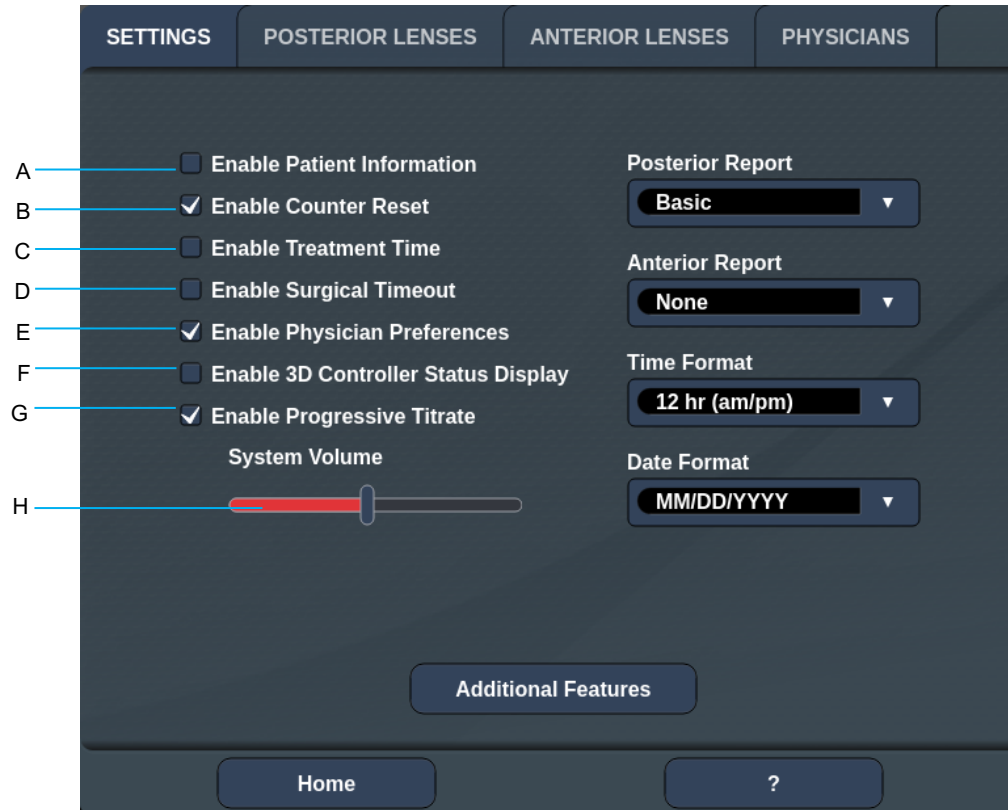 SETTINGS POSTERIOR LENSES ANTERIOR LENSES PHYSICIANS
A Enable Patient Information
B Enable Counter Reset
C Enable Treatment Time
D Enable Surgical Timeout
E Enable Physician Preferences
F Enable 3D Controller Status Display
G Enable Progressive Titrate
System Volume
H
Posterior Report
Basic
Anterior Report
None
Time Format
12 hr (am/pm)
Date Format
MM/DD/YYYY
Additional Features
Home ?